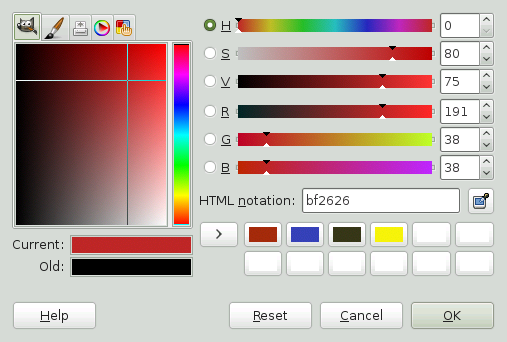 H 0
S 80
V 75
R 191
G 38
B 38
HTML notation: bf2626
Current:
Old:
Help Reset Cancel OK